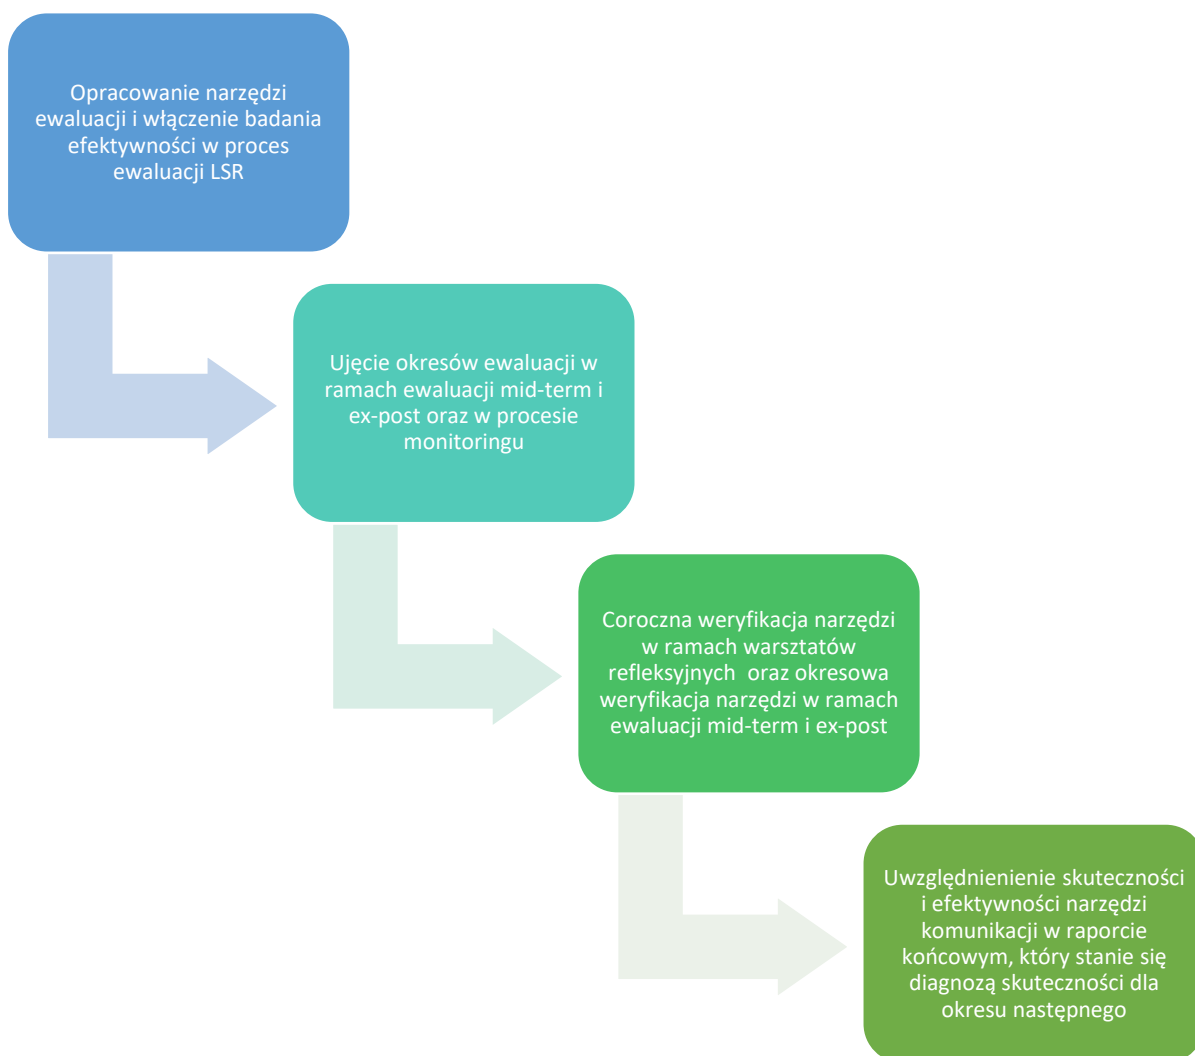 Opracowanie narzędzi
ewaluacji i włączenie badania
efektywności w proces
ewaluacji LSR
Ujęcie okresów ewaluacji w
ramach ewaluacji mid-term i
ex-post oraz w procesie
monitoringu
Coroczna weryfikacja narzędzi
w ramach warsztatów
refleksyjnych oraz okresowa
weryfikacja narzędzi w ramach
ewaluacji mid-term i ex-post
Uwzględnienienie skuteczności
i efektywności narzędzi
komunikacji w raporcie
końcowym, który stanie się
diagnozą skuteczności dla
okresu następnego